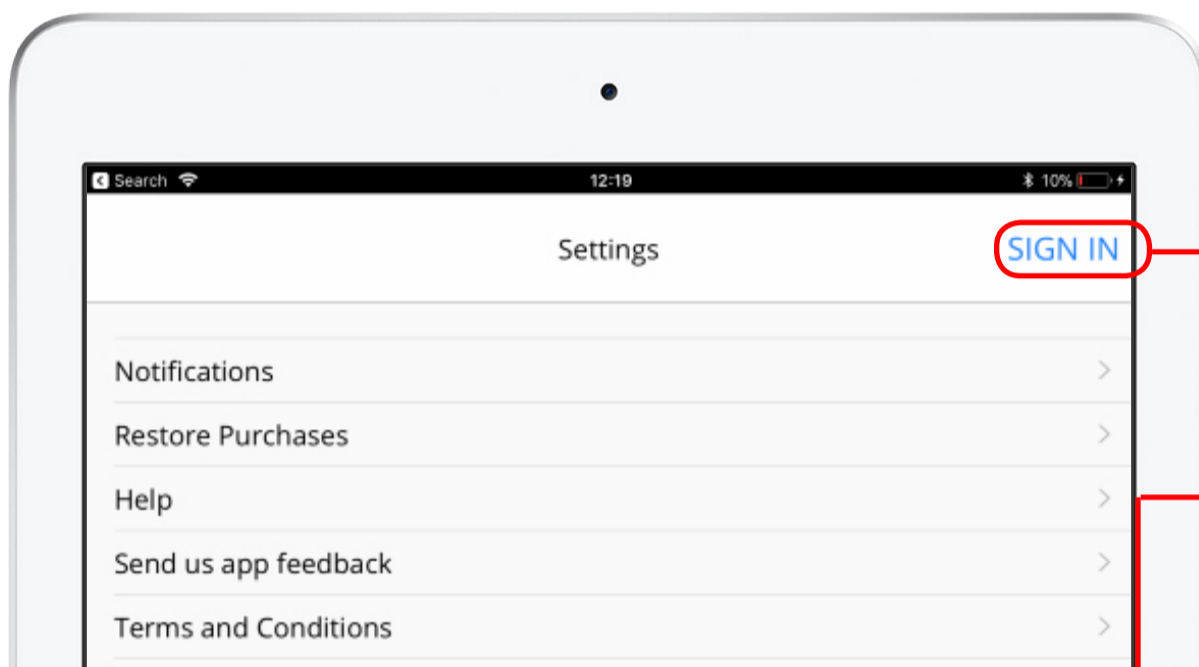 Search 12:19 10%
Settings SIGN IN
Notifications
Restore Purchases
Help
Send us app feedback
Terms and Conditions